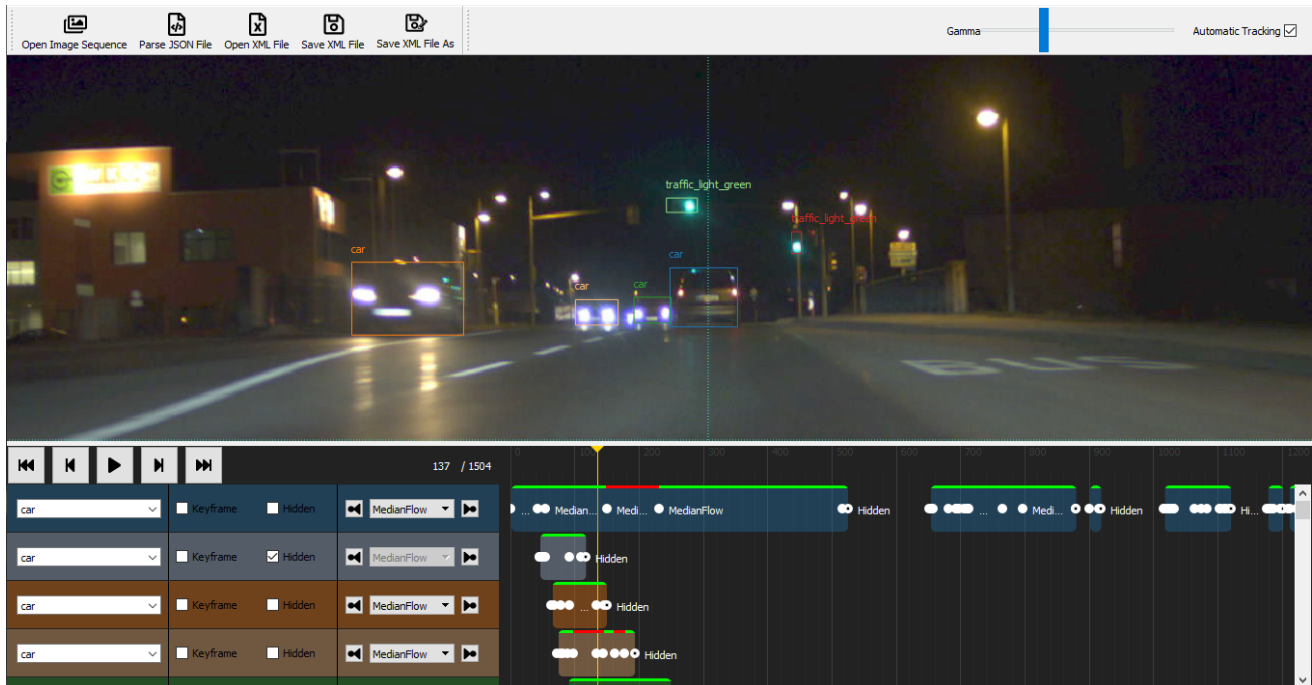 Open Image Sequence Parse JSON File Open XML File Save XML File Save XML File As Gamma Automatic Tracking
traffic_light_green
traffic_light_green
car
car
car
car
BUS
137 / 1504
0 100 200 300 400 500 600 700 800 900 1000 1100 1200
car Keyframe Hidden MedianFlow ... Median... Medi... MedianFlow Hidden ... Medi... Hidden Hi...
car Keyframe Hidden MedianFlow Hidden
car Keyframe Hidden MedianFlow ... Hidden
car Keyframe Hidden MedianFlow Hidden